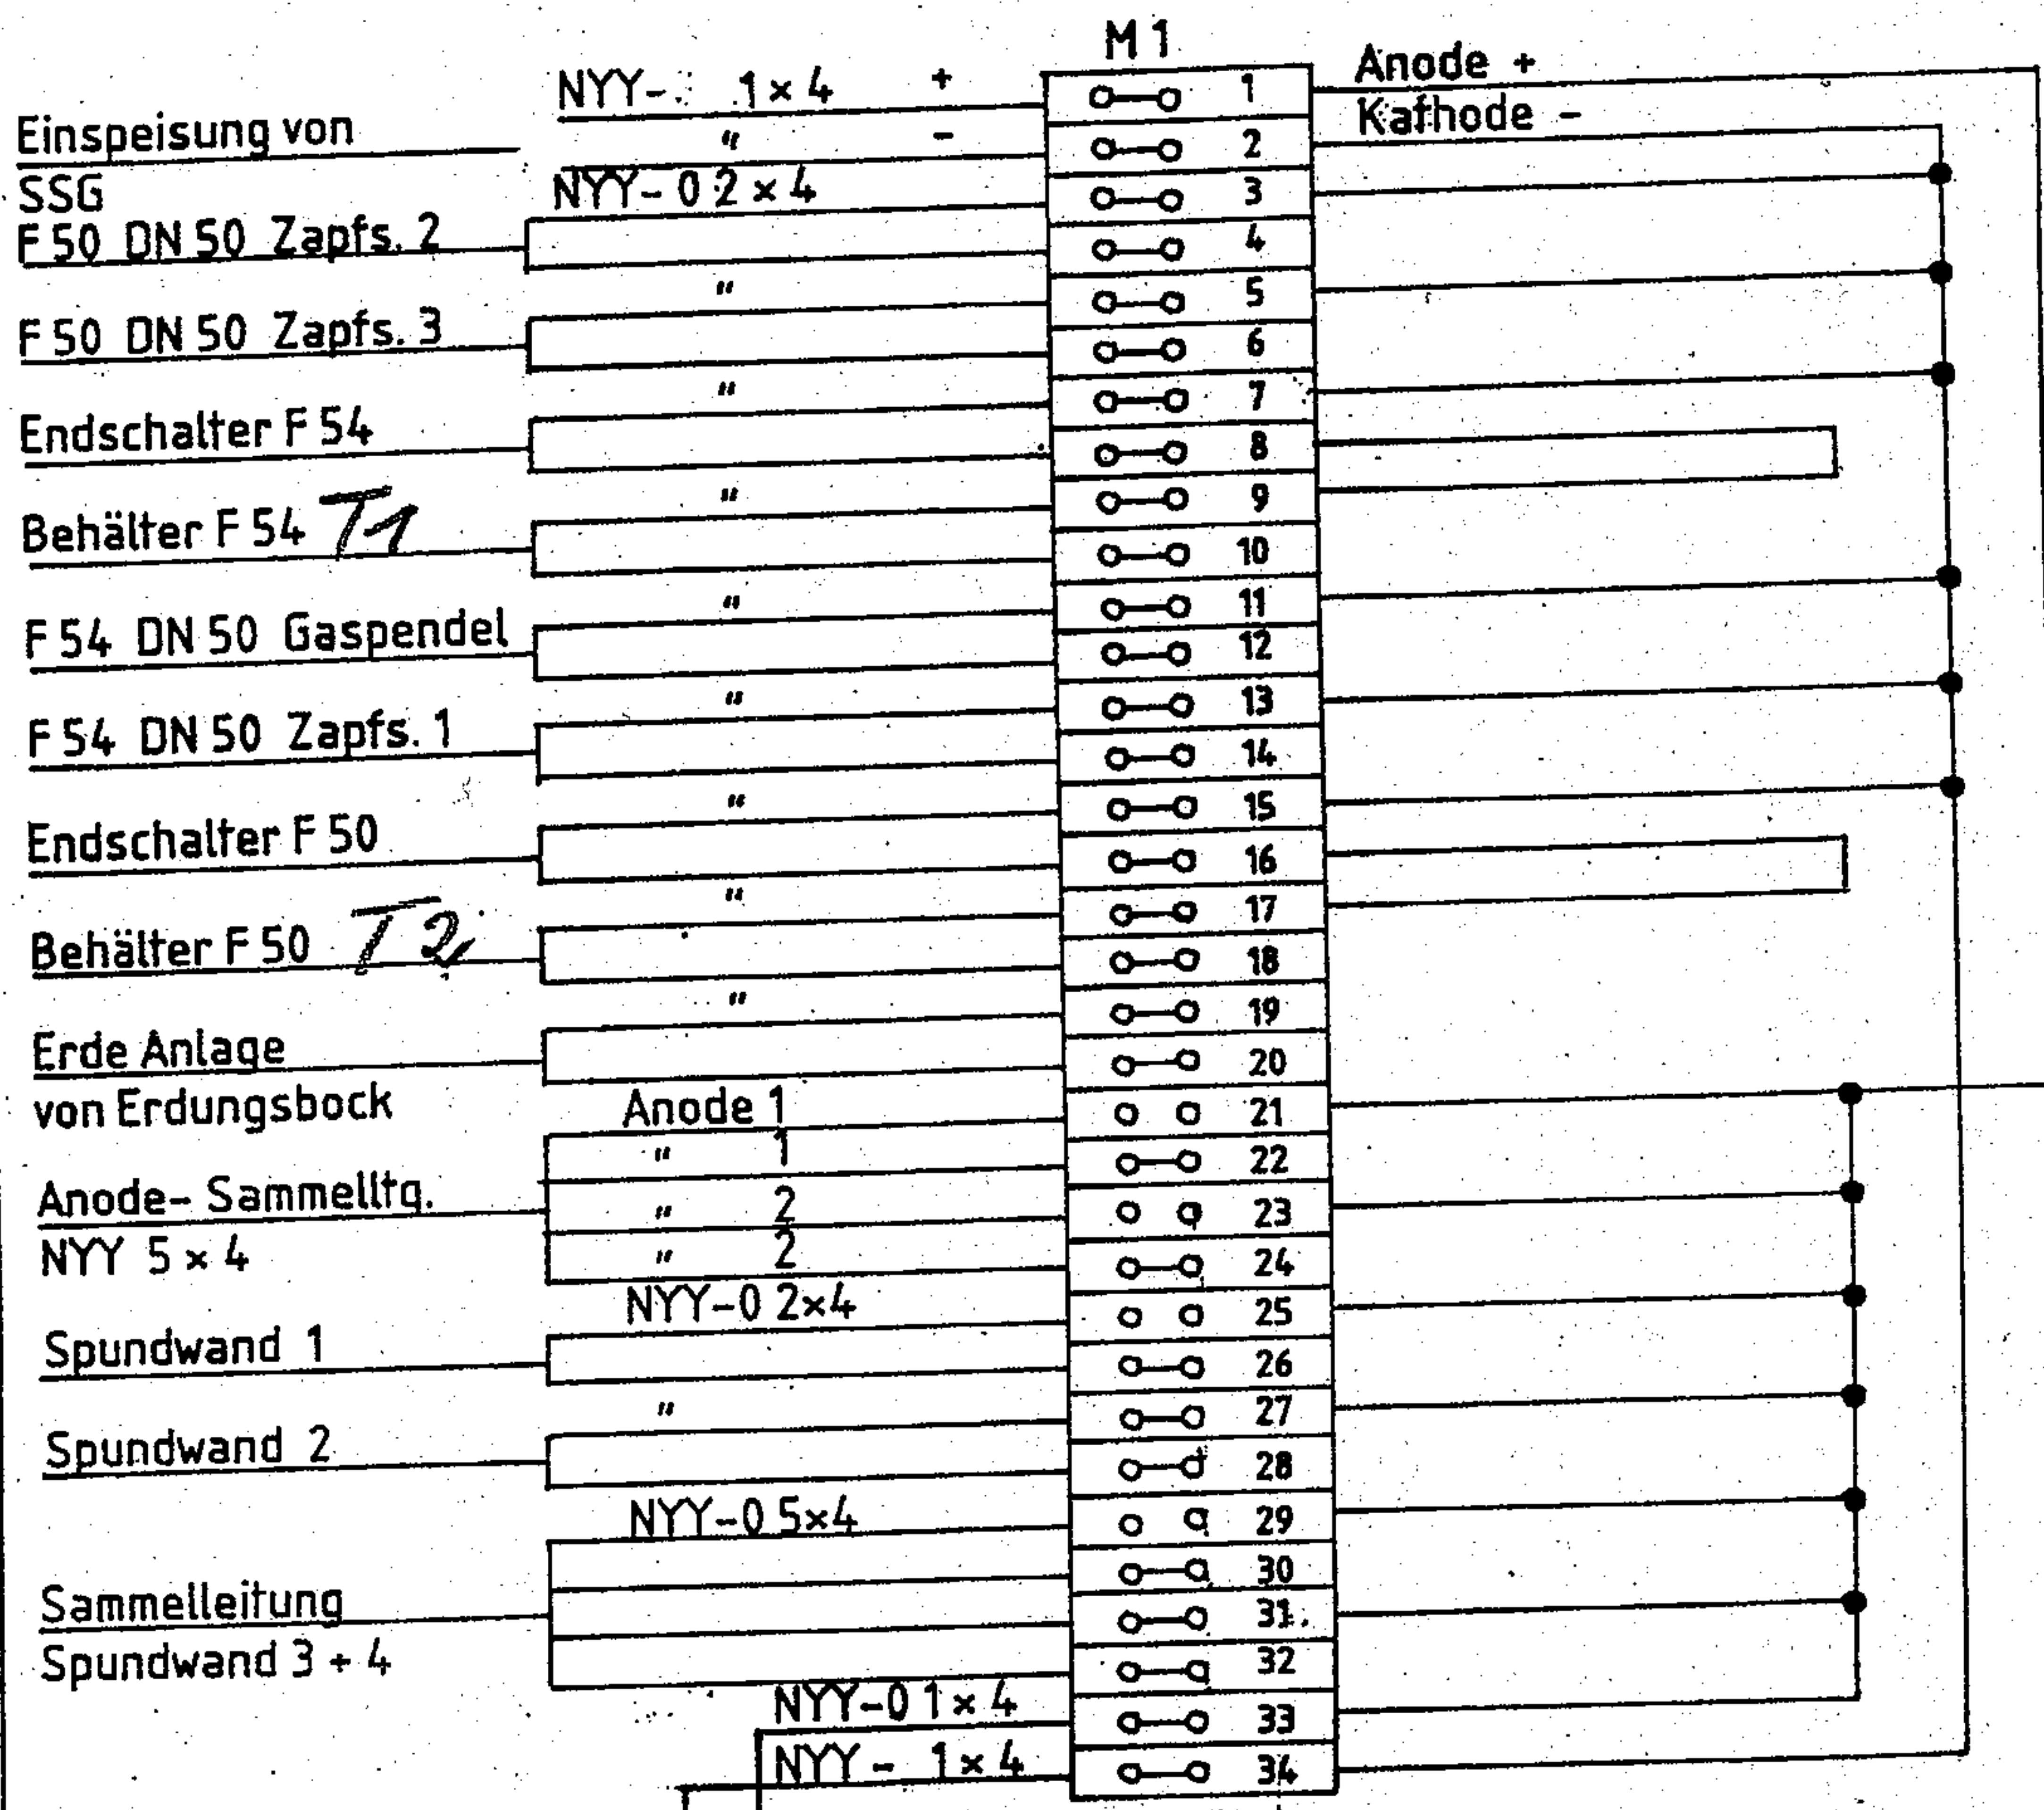 M 1
NYY- 1 x 4 +
1
Anode +
Einspeisung von
" -
2
Kathode -
SSG
NYY- 0 2 x 4
3
F 50 DN 50 Zapfs. 2
4
"
5
F 50 DN 50 Zapfs. 3
6
"
7
Endschalter F 54
8
"
9
Behälter F 54 T1
10
"
11
F 54 DN 50 Gaspendel
12
"
13
F 54 DN 50 Zapfs. 1
14
"
15
Endschalter F 50
16
"
17
Behälter F 50 T2
18
"
19
Erde Anlage
20
von Erdungsbock
Anode 1
21
" 1
22
Anode- Sammelltg.
" 2
23
NYY 5 x 4
" 2
24
NYY-0 2x4
25
Spundwand 1
26
"
27
Spundwand 2
28
NYY-0 5x4
29
30
Sammelleitung
31
Spundwand 3 + 4
32
NYY-0 1 x 4
33
NYY - 1 x 4
34